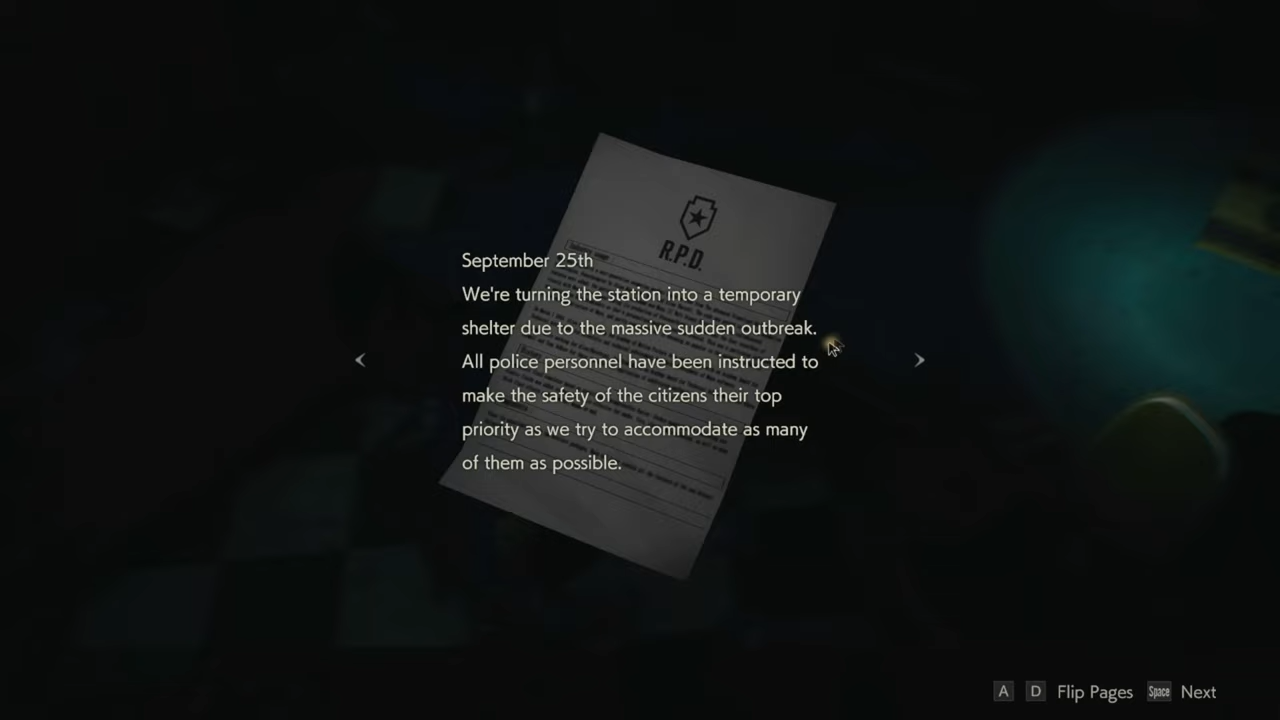 R.P.D.
September 25th
We're turning the station into a temporary
shelter due to the massive sudden outbreak.
All police personnel have been instructed to
make the safety of the citizens their top
priority as we try to accommodate as many
of them as possible.
A D Flip Pages Space Next